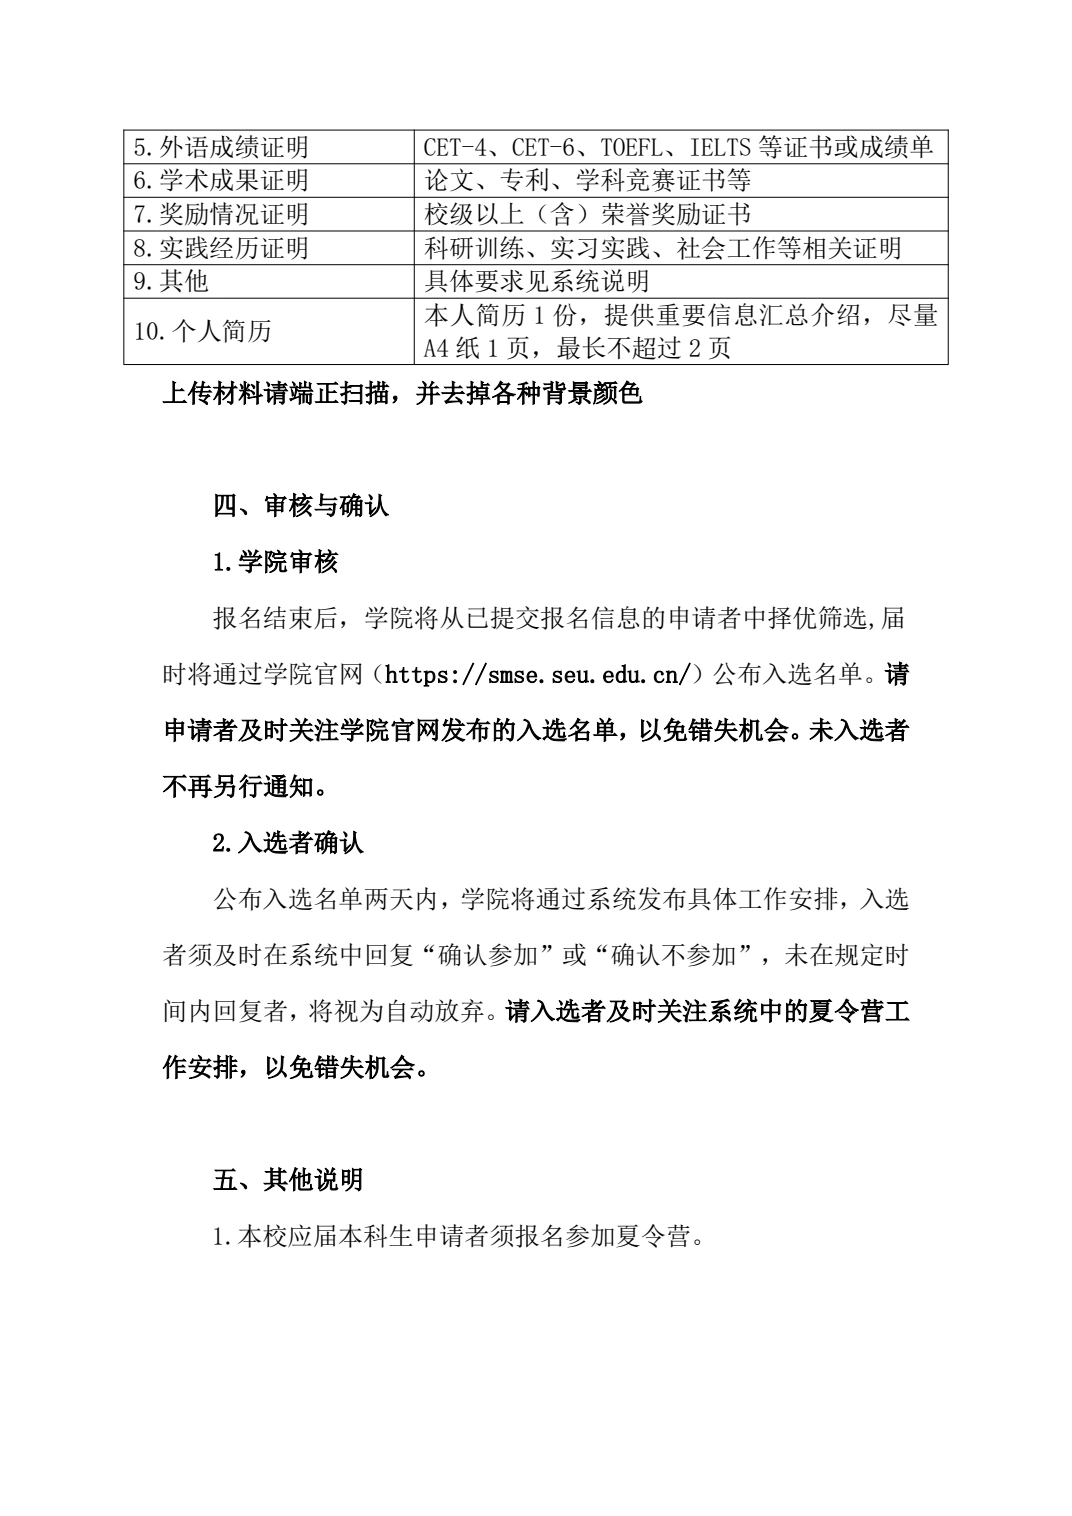 5.外语成绩证明 CET-4、CET-6、TOEFL、IELTS 等证书或成绩单
6.学术成果证明 论文、专利、学科竞赛证书等
7.奖励情况证明 校级以上（含）荣誉奖励证书
8.实践经历证明 科研训练、实习实践、社会工作等相关证明
9.其他 具体要求见系统说明
10.个人简历 本人简历 1 份，提供重要信息汇总介绍，尽量
A4 纸 1 页，最长不超过 2 页
上传材料请端正扫描，并去掉各种背景颜色
四、审核与确认
1.学院审核
报名结束后，学院将从已提交报名信息的申请者中择优筛选,届
时将通过学院官网（https://smse.seu.edu.cn/）公布入选名单。请
申请者及时关注学院官网发布的入选名单，以免错失机会。未入选者
不再另行通知。
2.入选者确认
公布入选名单两天内，学院将通过系统发布具体工作安排，入选
者须及时在系统中回复“确认参加”或“确认不参加”，未在规定时
间内回复者，将视为自动放弃。请入选者及时关注系统中的夏令营工
作安排，以免错失机会。
五、其他说明
1.本校应届本科生申请者须报名参加夏令营。